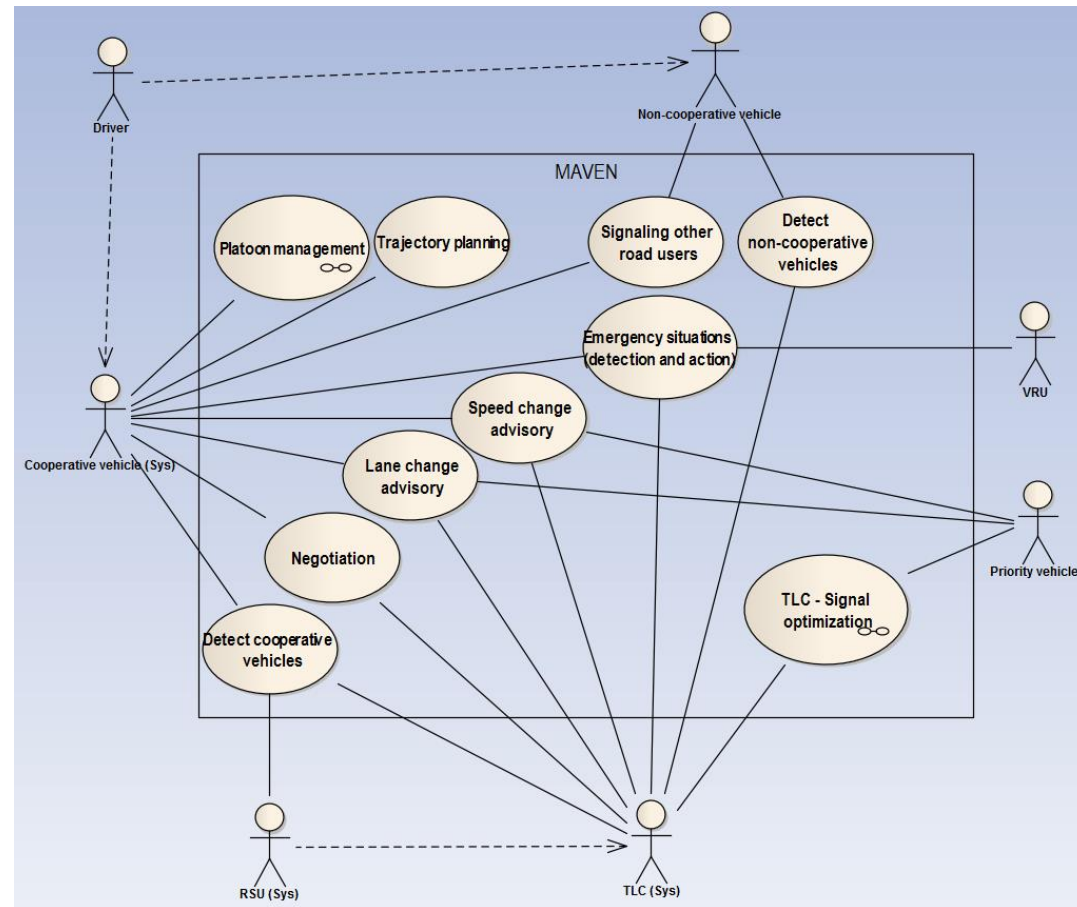 Driver
Non-cooperative vehicle
MAVEN
Platoon management
Trajectory planning
Signaling other
road users
Detect
non-cooperative
vehicles
Emergency situations
(detection and action)
VRU
Speed change
advisory
Cooperative vehicle (Sys)
Lane change
advisory
Negotiation
Priority vehicle
TLC - Signal
optimization
Detect cooperative
vehicles
RSU (Sys)
TLC (Sys)